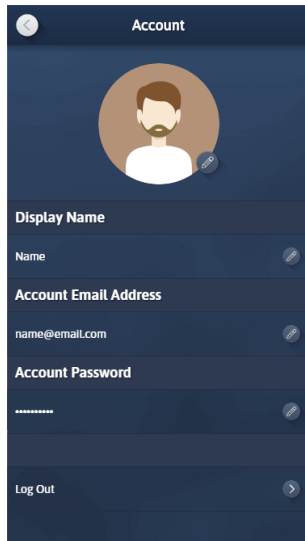 Account
Display Name
Name
Account Email Address
name@email.com
Account Password
••••••••••
Log Out